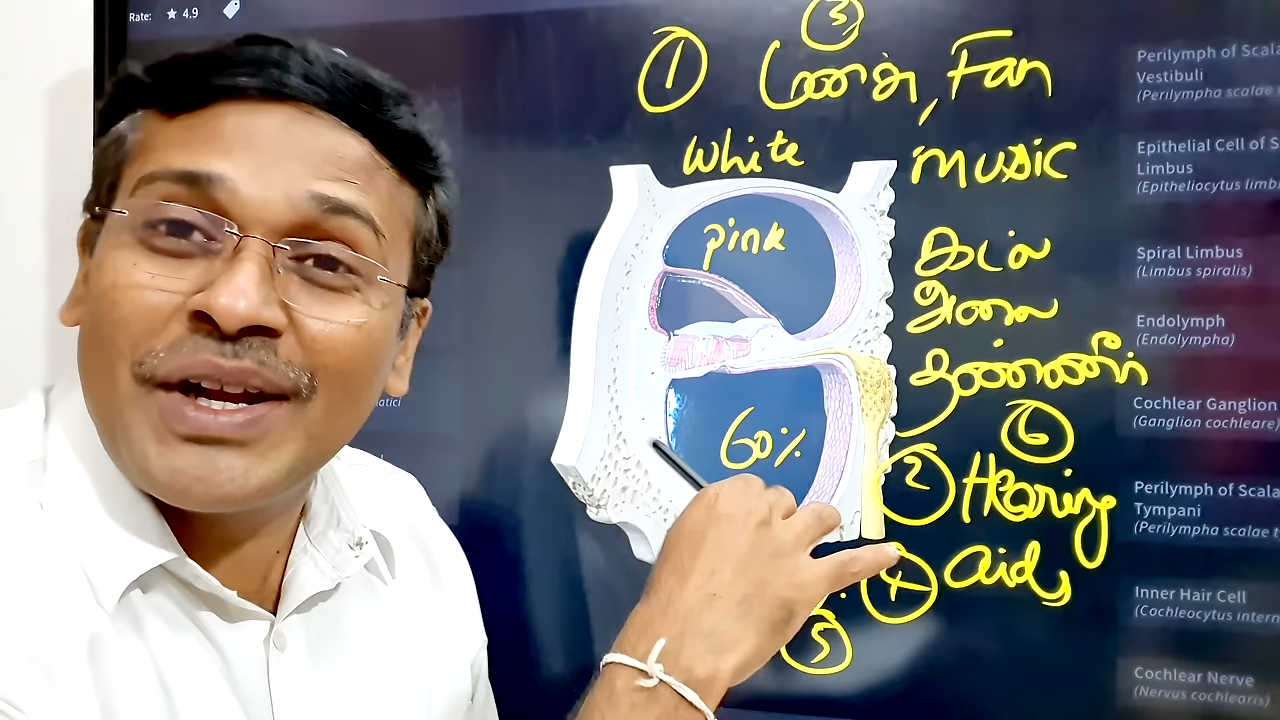 Rate: ★ 4.9
③
① மூளை, Fan
White
music
pink
கடல்
அலை
தண்ணீர்
60%
⑥
② Hearing
④ aid,
⑤
atici
Perilymph of Scala
Vestibuli
(Perilympha scalae
Epithelial Cell of S
Limbus
(Epitheliocytus limb
Spiral Limbus
(Limbus spiralis)
Endolymph
(Endolympha)
Cochlear Ganglion
(Ganglion cochleare)
Perilymph of Scala
Tympani
(Perilympha scalae t
Inner Hair Cell
(Cochleocytus intern
Cochlear Nerve
(Nervus cochlearis)